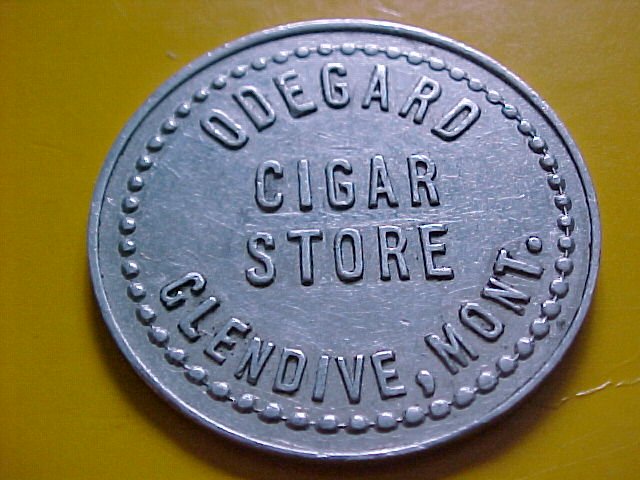 ODEGARD
CIGAR
STORE
GLENDIVE, MONT.